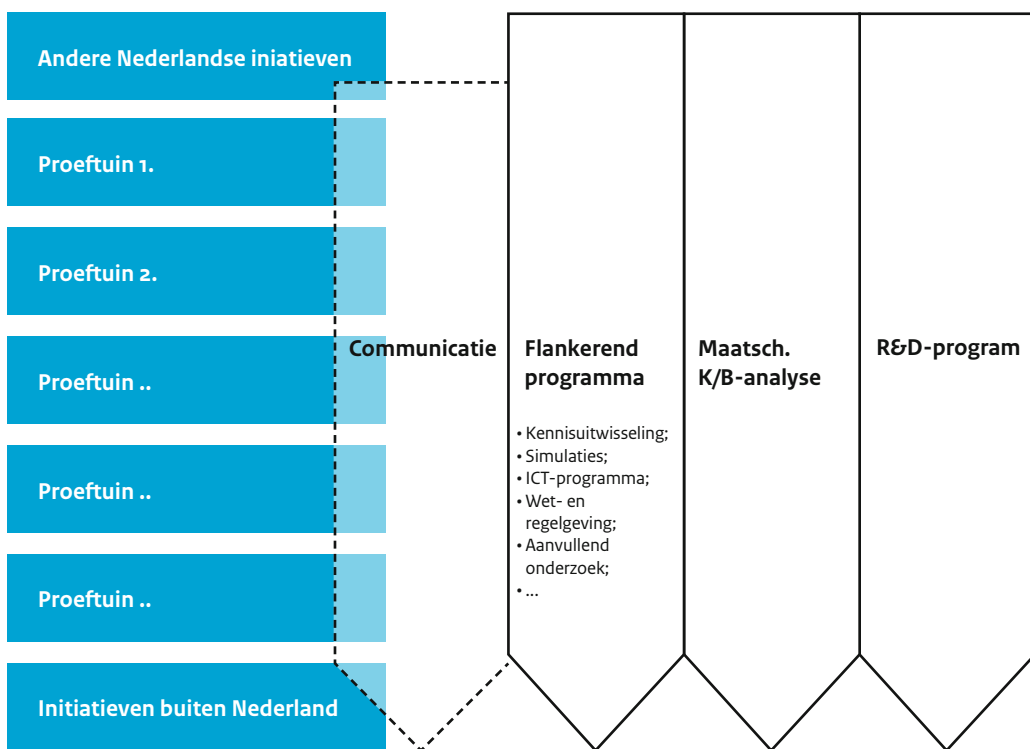 Andere Nederlandse iniatieven
Proeftuin 1.
Proeftuin 2.
Proeftuin ..
Proeftuin ..
Proeftuin ..
Initiatieven buiten Nederland
Communicatie
Flankerend
programma
• Kennisuitwisseling;
• Simulaties;
• ICT-programma;
• Wet- en
regelgeving;
• Aanvullend
onderzoek;
• ...
Maatsch.
K/B-analyse
R&D-program